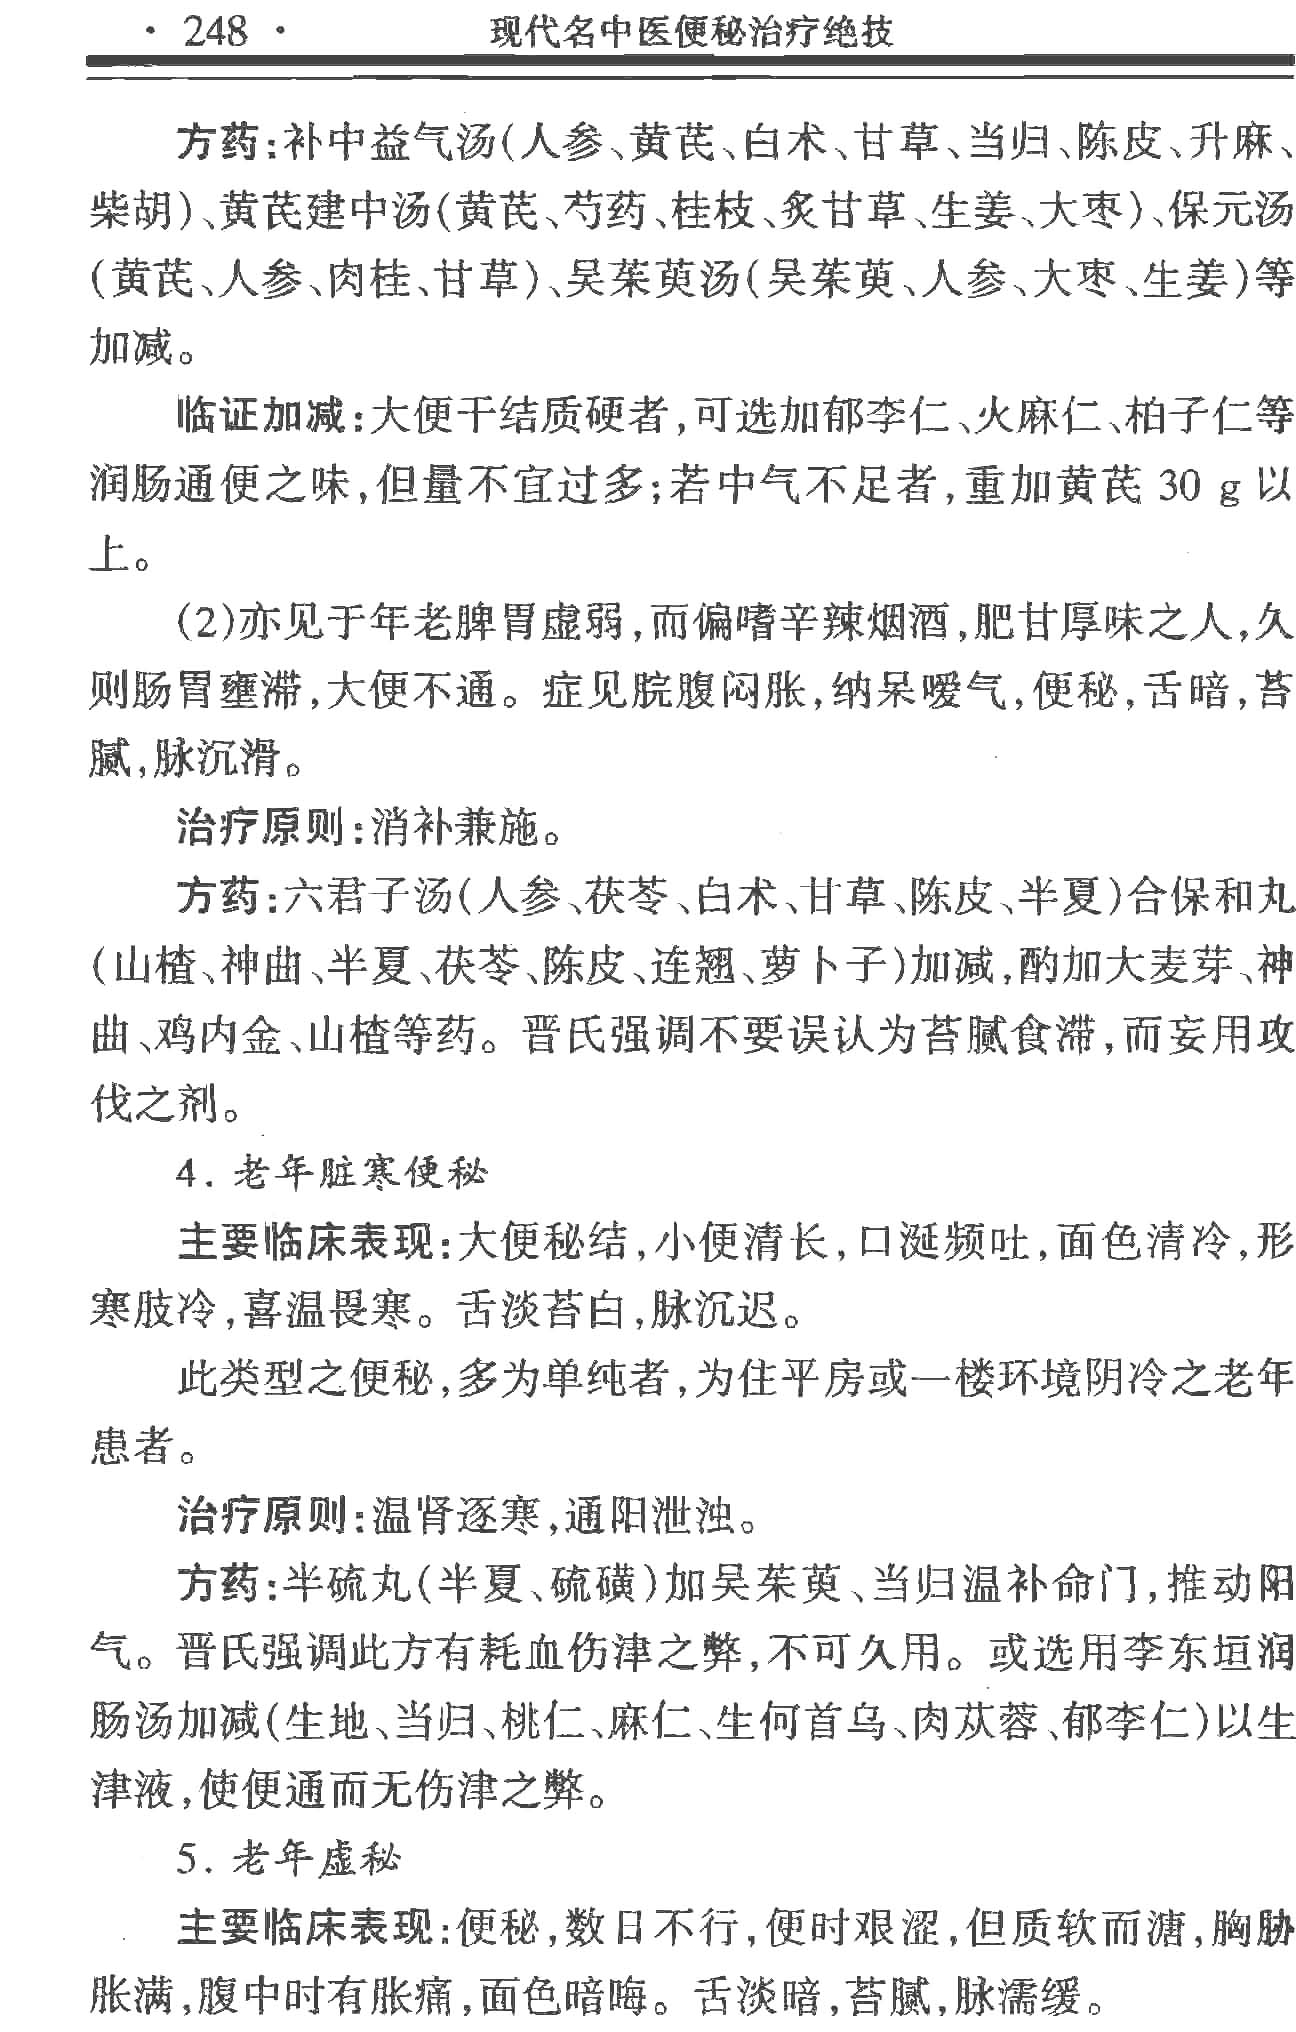 · 248 · 现代名中医便秘治疗绝技
方药:补中益气汤(人参、黄芪、白术、甘草、当归、陈皮、升麻、
柴胡)、黄芪建中汤(黄芪、芍药、桂枝、炙甘草、生姜、大枣)、保元汤
(黄芪、人参、肉桂、甘草)、吴茱萸汤(吴茱萸、人参、大枣、生姜)等
加减。
临证加减:大便干结质硬者,可选加郁李仁、火麻仁、柏子仁等
润肠通便之味,但量不宜过多;若中气不足者,重加黄芪 30 g 以
上。
(2)亦见于年老脾胃虚弱,而偏嗜辛辣烟酒,肥甘厚味之人,久
则肠胃壅滞,大便不通。症见脘腹闷胀,纳呆嗳气,便秘,舌暗,苔
腻,脉沉滑。
治疗原则:消补兼施。
方药:六君子汤(人参、茯苓、白术、甘草、陈皮、半夏)合保和丸
(山楂、神曲、半夏、茯苓、陈皮、连翘、萝卜子)加减,酌加大麦芽、神
曲、鸡内金、山楂等药。晋氏强调不要误认为苔腻食滞,而妄用攻
伐之剂。
4. 老年脏寒便秘
主要临床表现:大便秘结,小便清长,口涎频吐,面色清冷,形
寒肢冷,喜温畏寒。舌淡苔白,脉沉迟。
此类型之便秘,多为单纯者,为住平房或一楼环境阴冷之老年
患者。
治疗原则:温肾逐寒,通阳泄浊。
方药:半硫丸(半夏、硫磺)加吴茱萸、当归温补命门,推动阳
气。晋氏强调此方有耗血伤津之弊,不可久用。或选用李东垣润
肠汤加减(生地、当归、桃仁、麻仁、生何首乌、肉苁蓉、郁李仁)以生
津液,使便通而无伤津之弊。
5. 老年虚秘
主要临床表现:便秘,数日不行,便时艰涩,但质软而溏,胸胁
胀满,腹中时有胀痛,面色暗晦。舌淡暗,苔腻,脉濡缓。